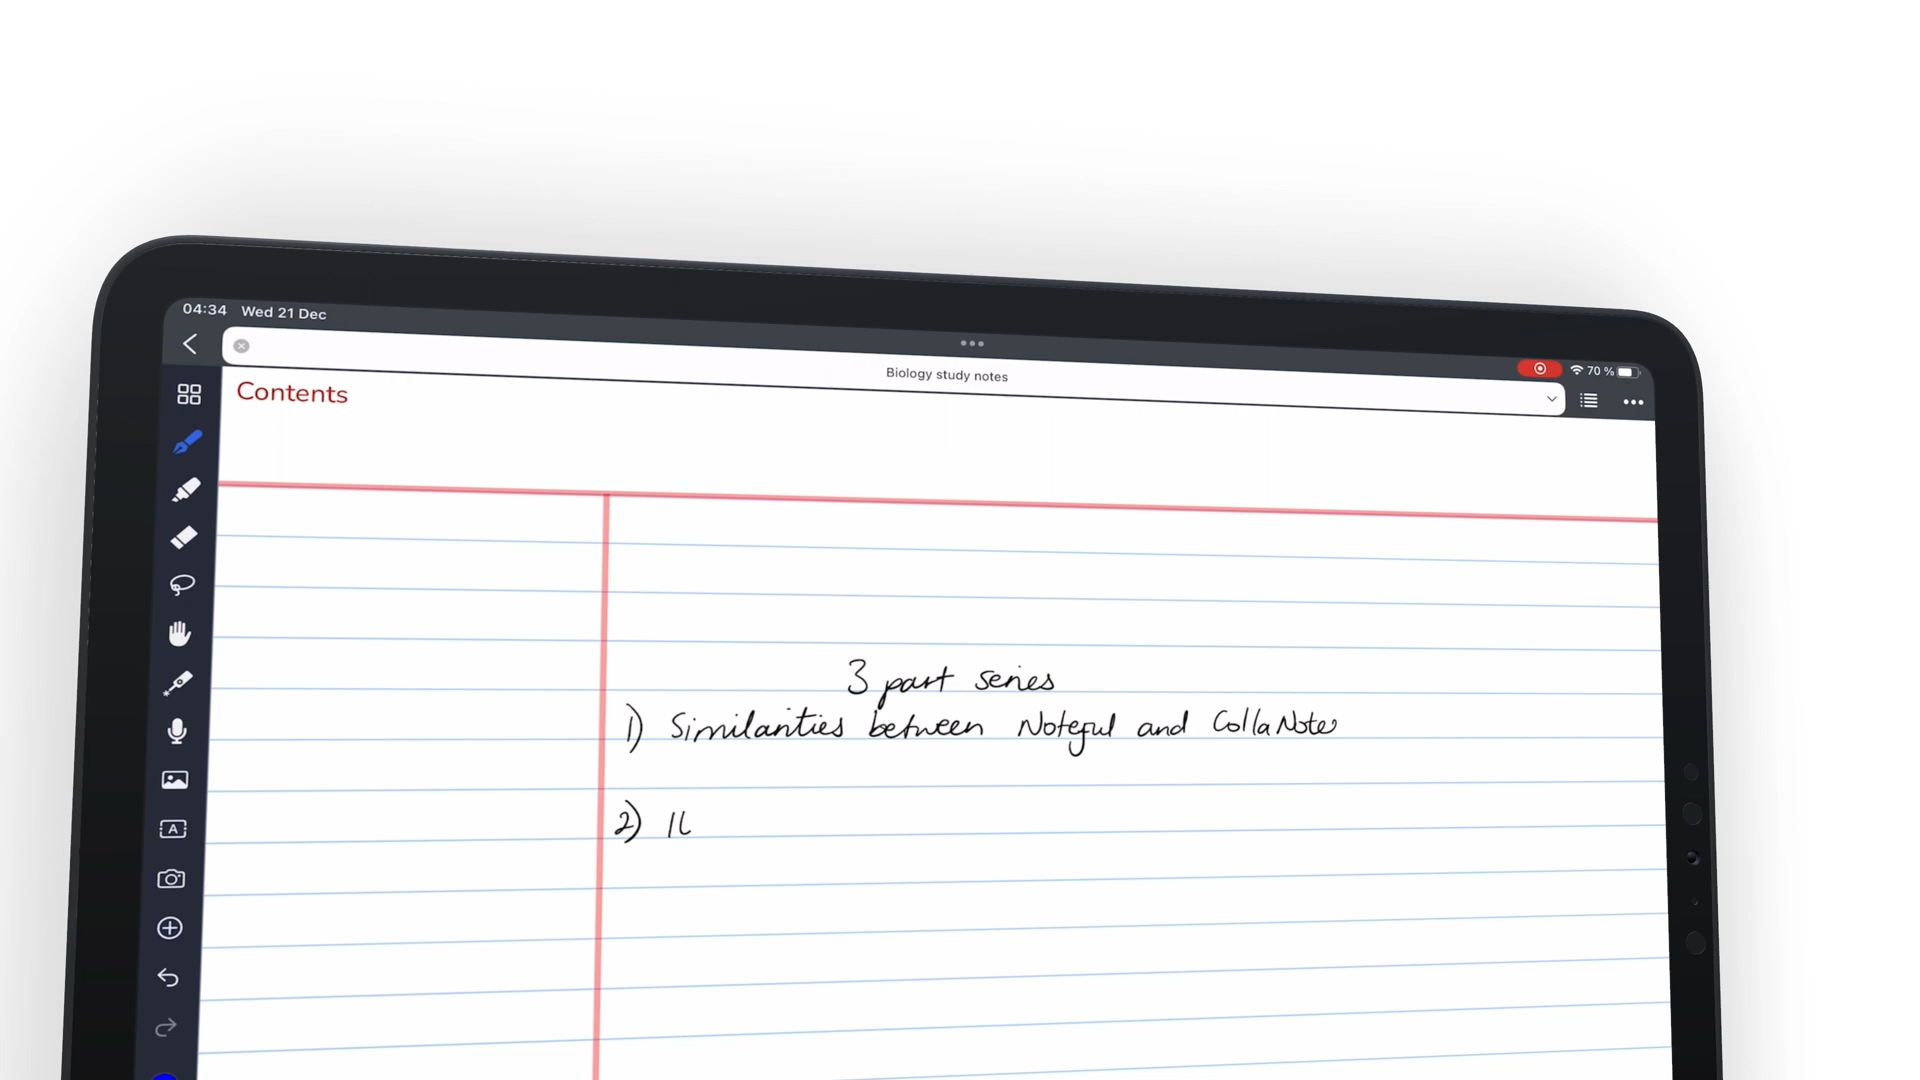 04:34 Wed 21 Dec
70 %
Biology study notes
Contents
3 part series
1) Similarities between Noteful and CollaNote
2)